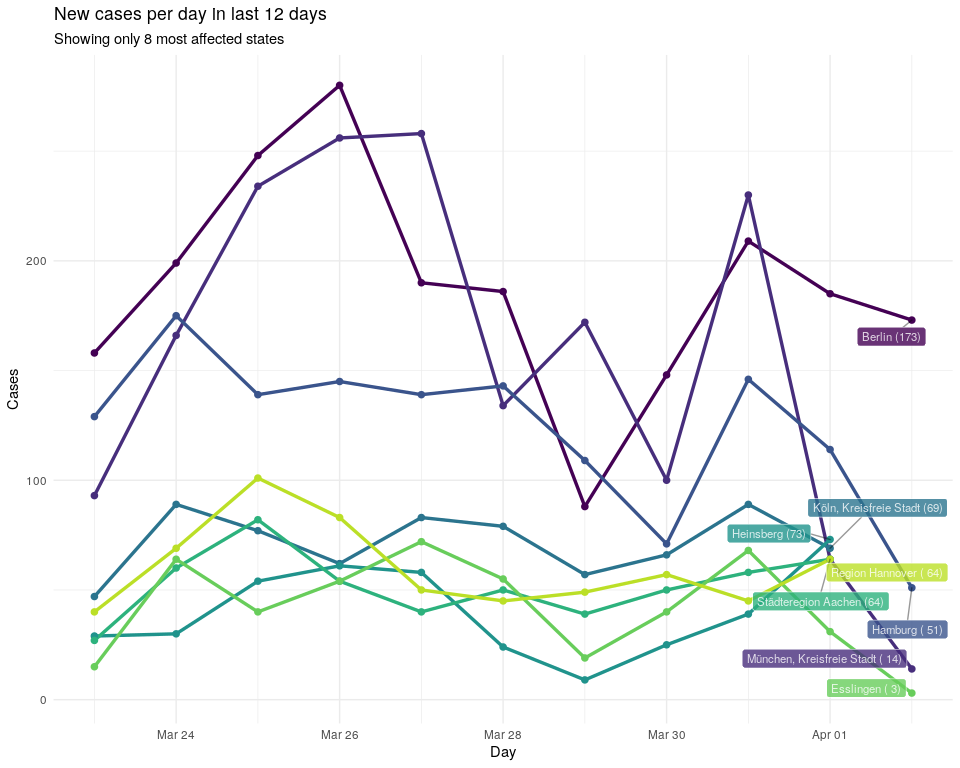 New cases per day in last 12 days
Showing only 8 most affected states
Cases
200
100
0
Berlin (173)
Köln, Kreisfreie Stadt (69)
Heinsberg (73)
Region Hannover ( 64)
Städteregion Aachen (64)
Hamburg ( 51)
München, Kreisfreie Stadt ( 14)
Esslingen ( 3)
Mar 24
Mar 26
Mar 28
Mar 30
Apr 01
Day